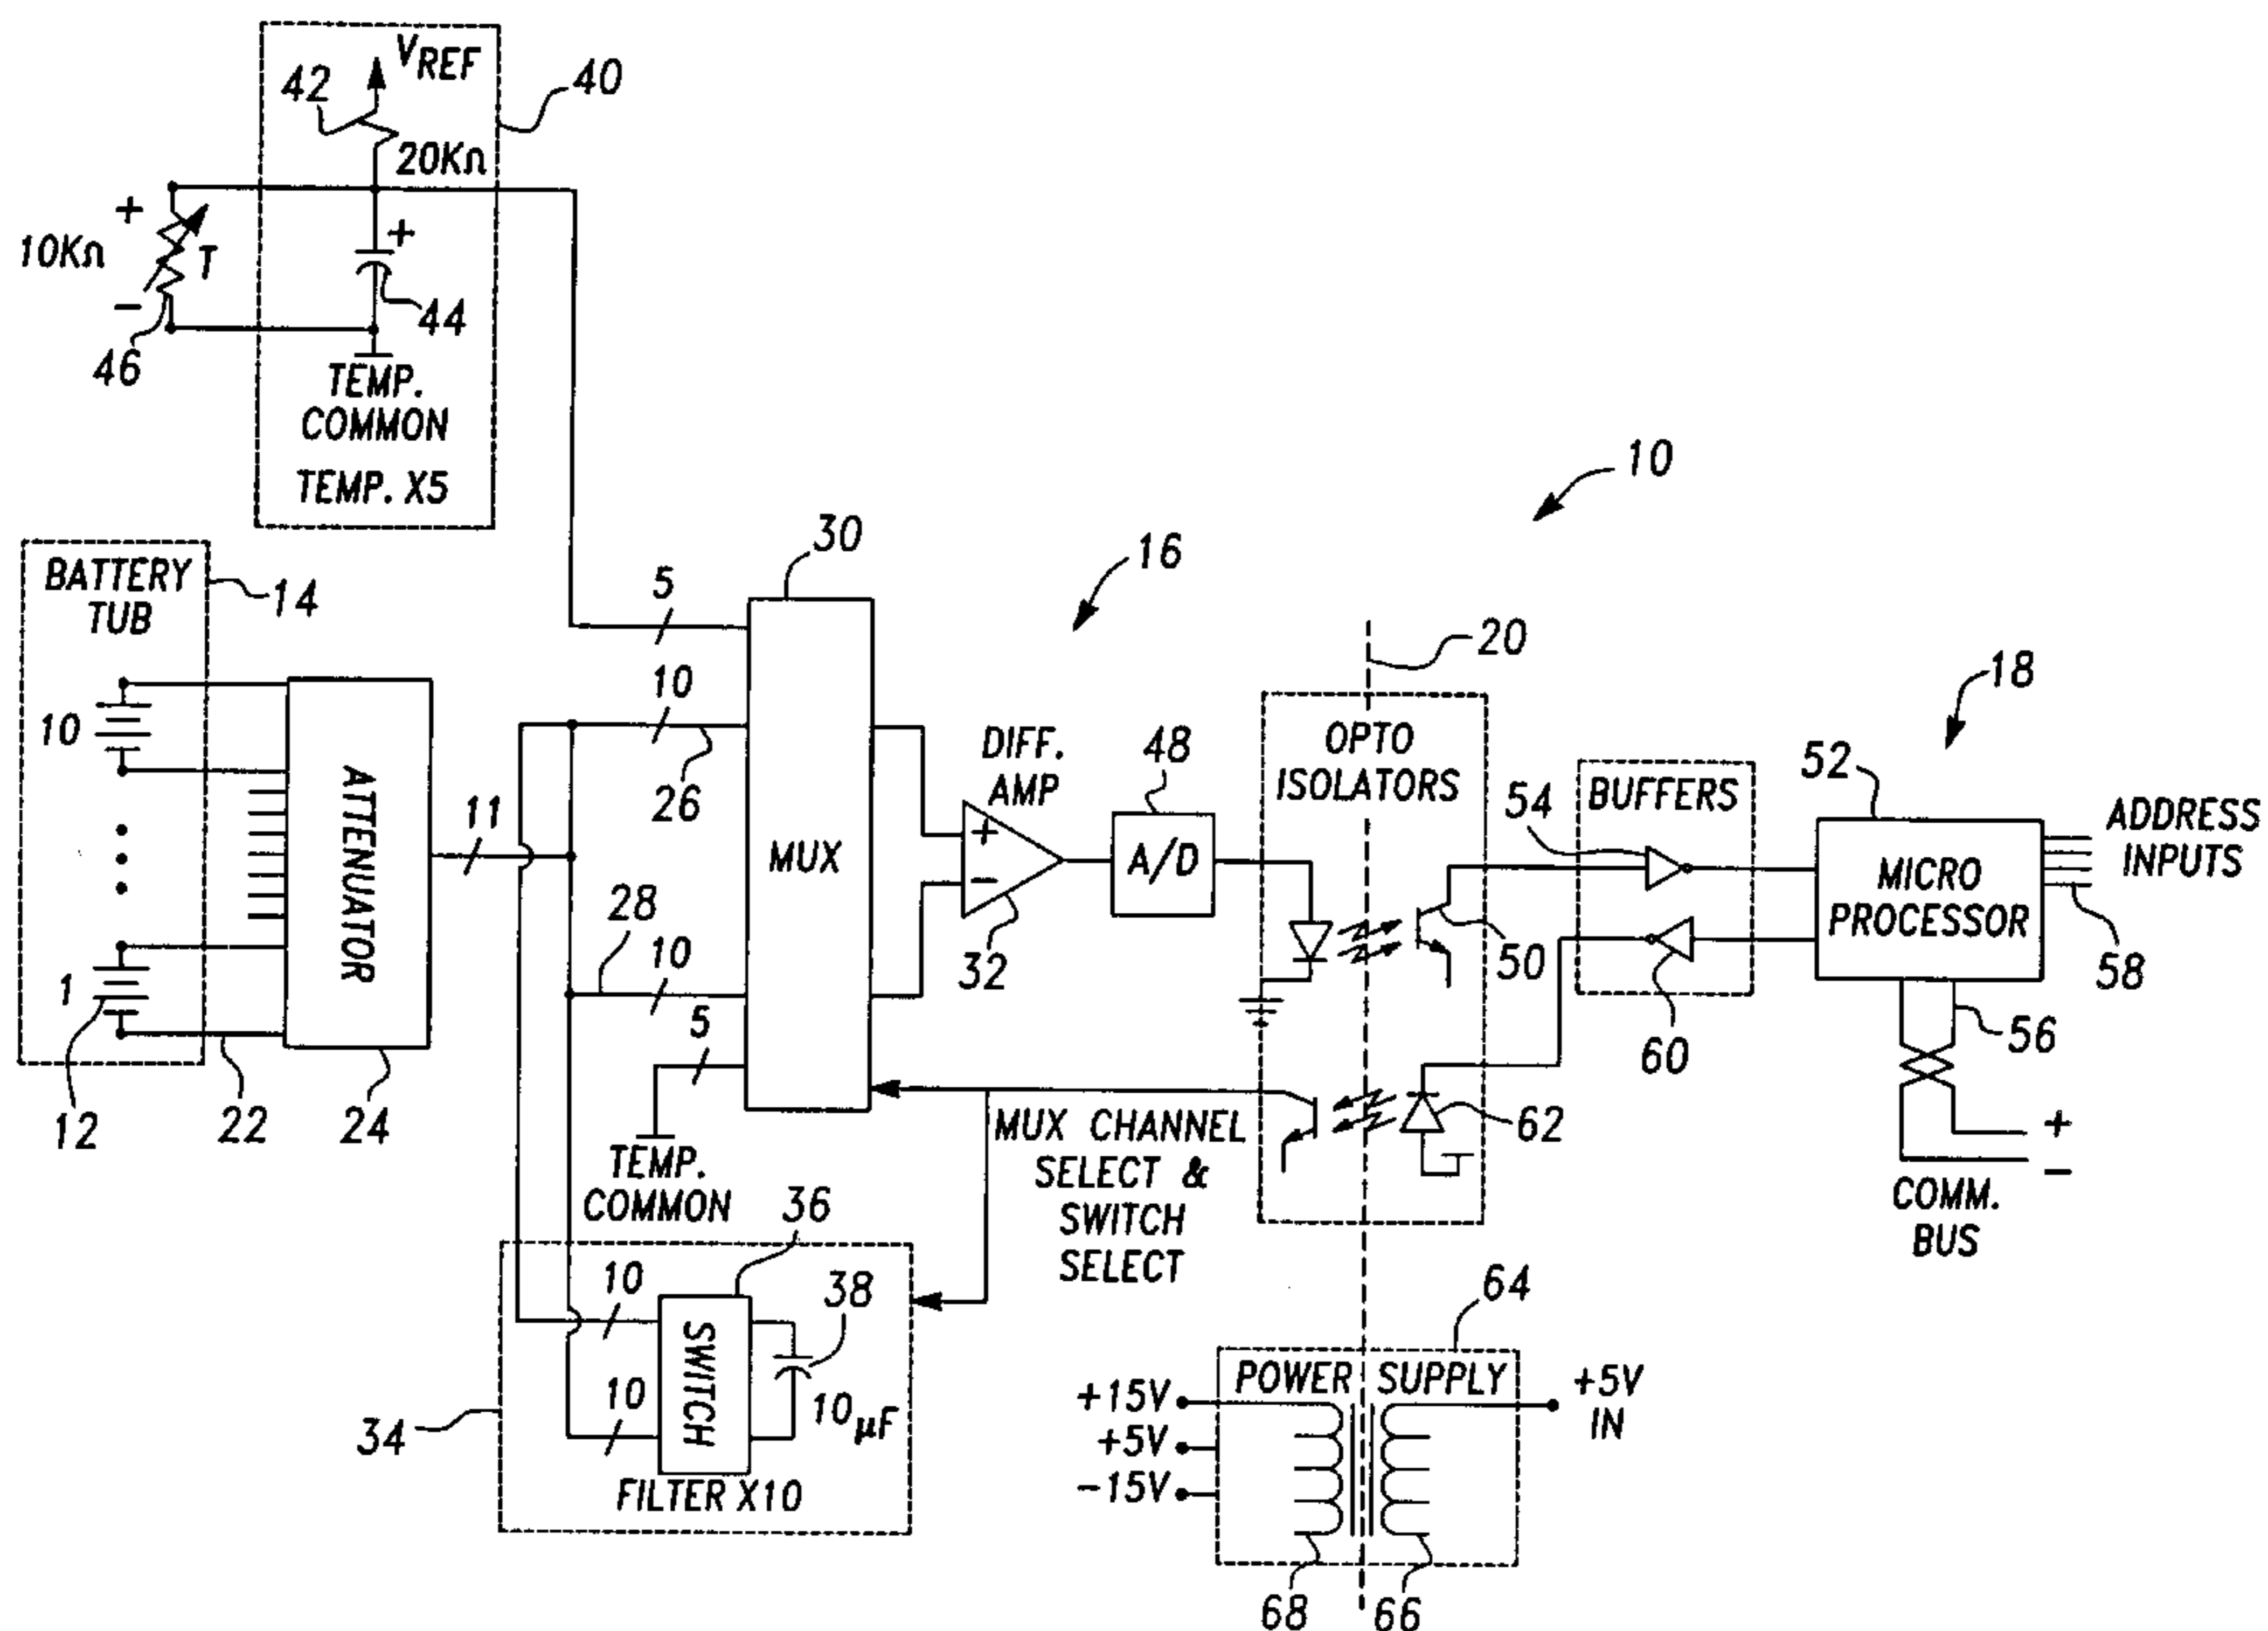 VREF
42
40
20KΩ
+
+
10KΩ
T
−
44
46
TEMP.
COMMON
TEMP. X5
10
16
30
BATTERY
TUB
14
5
20
18
10
10
ATTENUATOR
11
26
MUX
DIFF.
AMP
+
−
32
48
A/D
OPTO
ISOLATORS
54
BUFFERS
52
MICRO
PROCESSOR
ADDRESS
INPUTS
58
50
28
10
5
1
12
22
24
60
56
62
+
−
COMM.
BUS
MUX CHANNEL
SELECT &
SWITCH
SELECT
TEMP.
COMMON
36
10
38
SWITCH
10
10μF
34
FILTER X10
64
POWER SUPPLY
+15V
+5V
−15V
+5V
IN
68
66